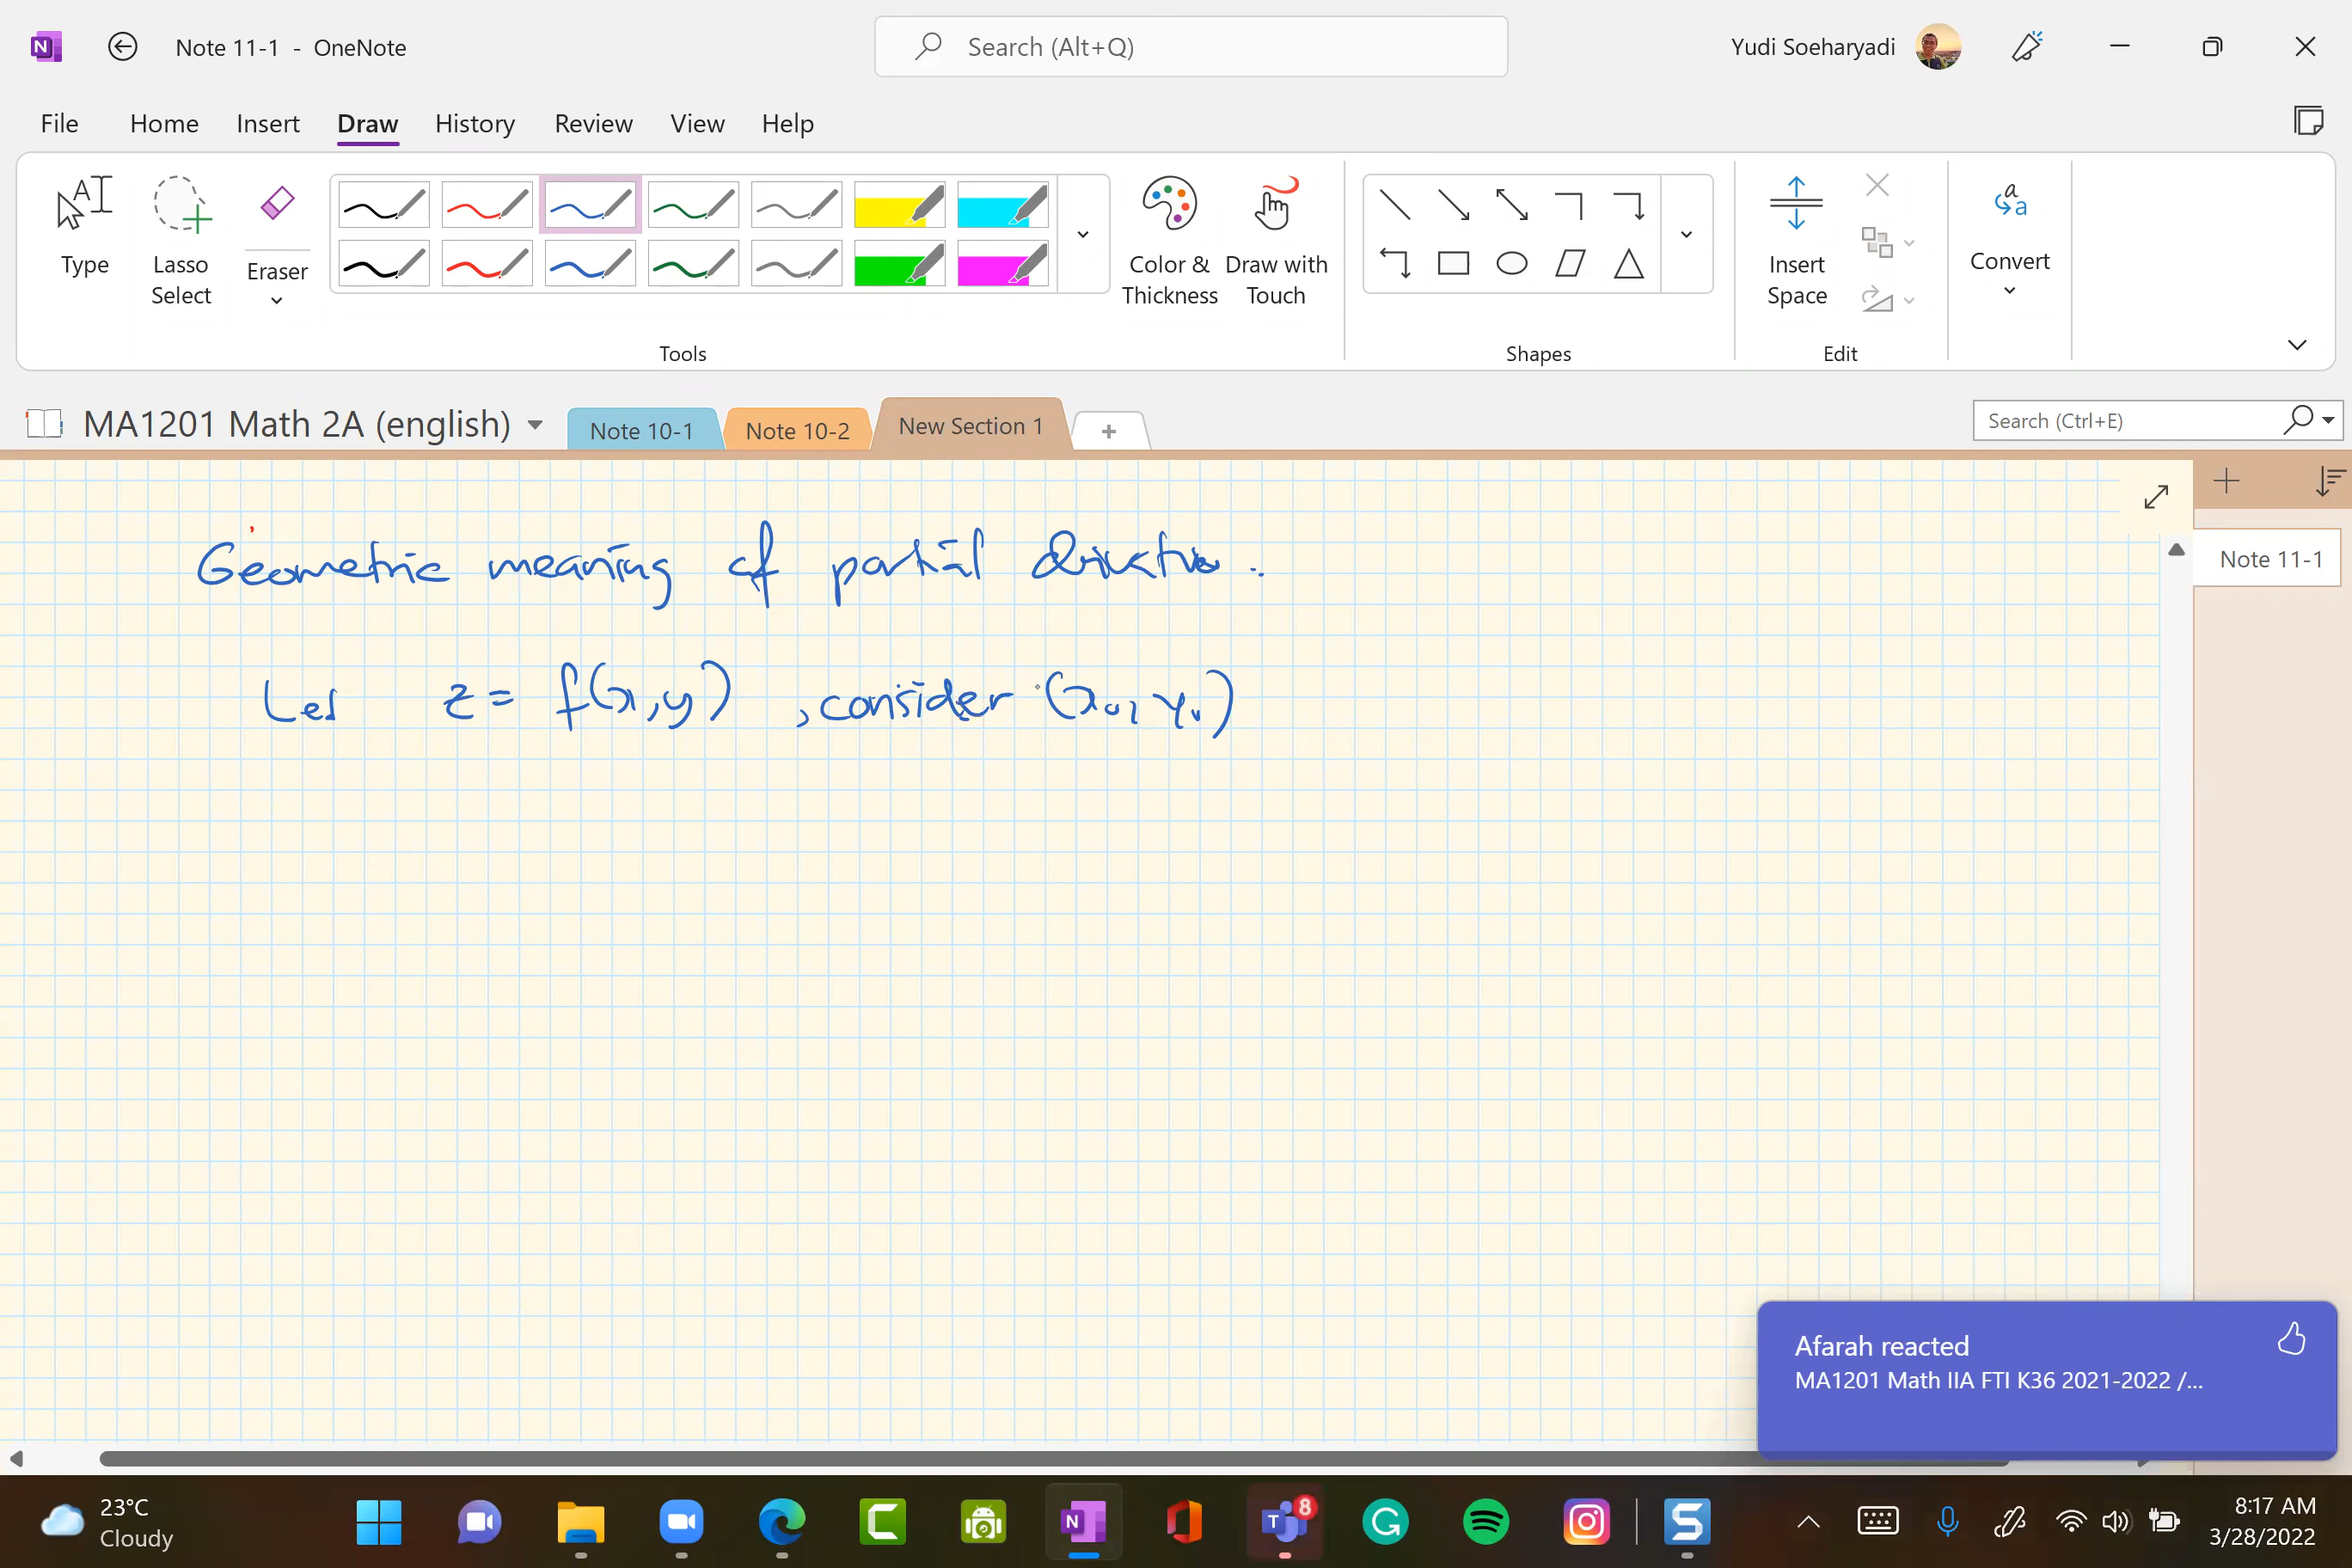 Note 11-1 - OneNote
Search (Alt+Q)
Yudi Soeharyadi
File Home Insert Draw History Review View Help
Type
Lasso Select
Eraser
Color & Thickness
Draw with Touch
Insert Space
Convert
Tools
Shapes
Edit
MA1201 Math 2A (english)
Note 10-1
Note 10-2
New Section 1
Search (Ctrl+E)
Note 11-1
Geometric meaning of partial :
Let z = f(x,y) , consider (x₀, y₀)
Afarah reacted
MA1201 Math IIA FTI K36 2021-2022 /...
23°C
Cloudy
8
8:17 AM
3/28/2022